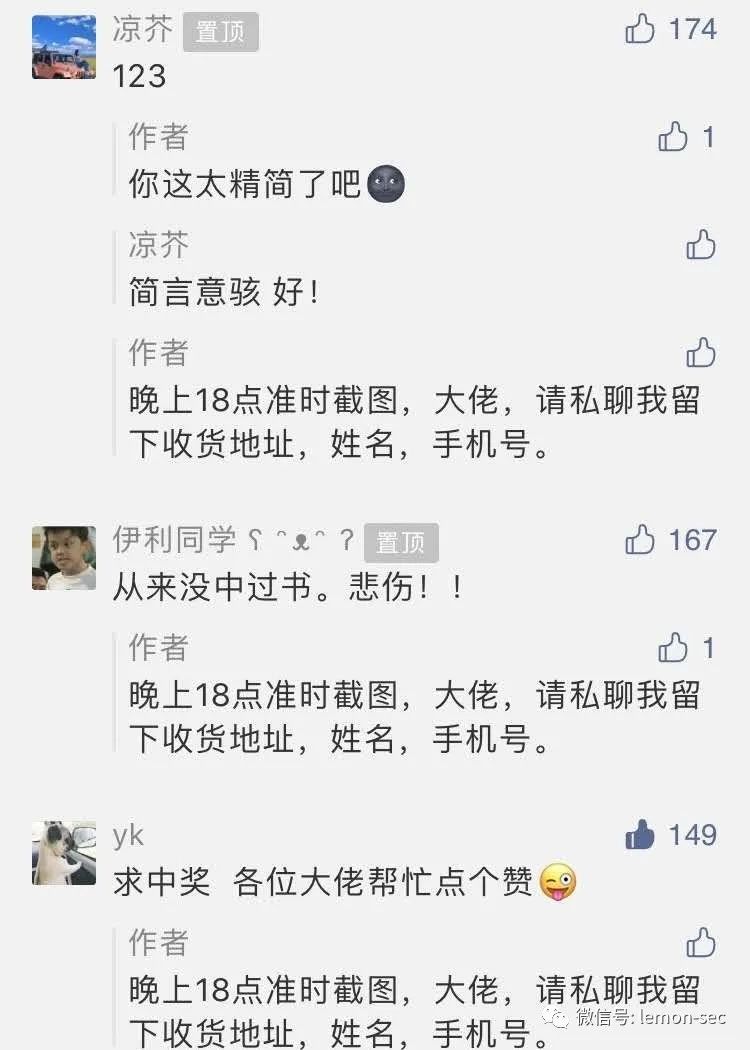 凉芥 置顶 174
123
作者 1
你这太精简了吧🌚
凉芥
简言意骇 好！
作者
晚上18点准时截图，大佬，请私聊我留
下收货地址，姓名，手机号。
伊利同学 ʕ ᵔᴥᵔ ʔ 置顶 167
从来没中过书。悲伤！！
作者 1
晚上18点准时截图，大佬，请私聊我留
下收货地址，姓名，手机号。
yk 149
求中奖 各位大佬帮忙点个赞😜
作者
晚上18点准时截图，大佬，请私聊我留
下收货地址，姓名，手机号。
微信号: lemon-sec